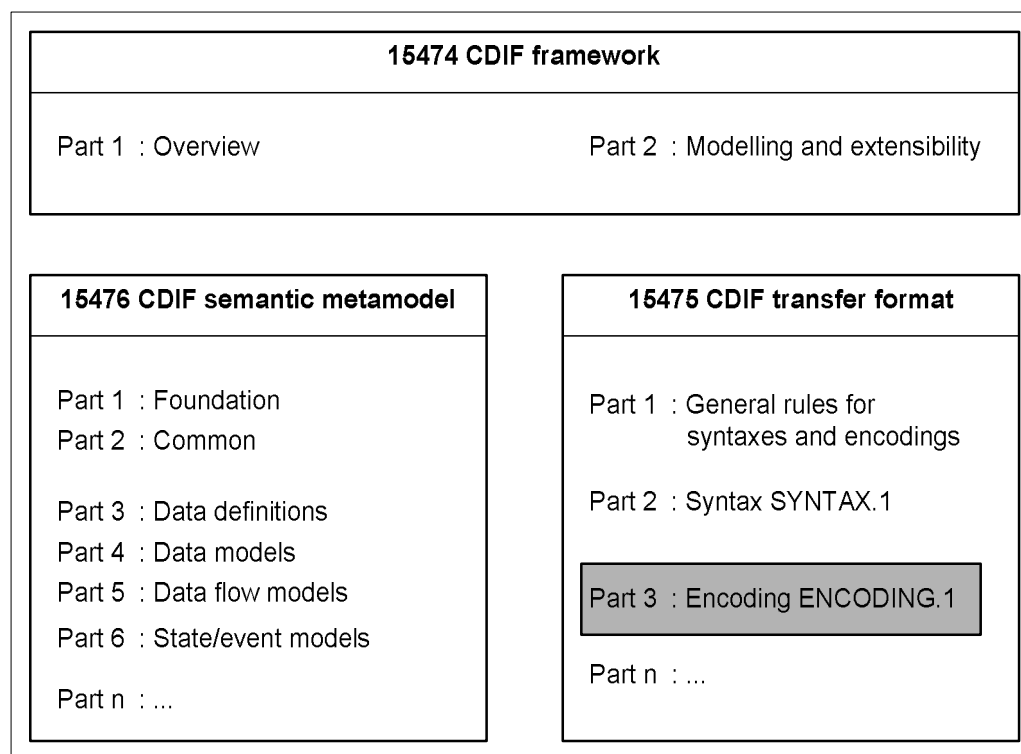 15474 CDIF framework
Part 1 : Overview
Part 2 : Modelling and extensibility
15476 CDIF semantic metamodel
Part 1 : Foundation
Part 2 : Common
Part 3 : Data definitions
Part 4 : Data models
Part 5 : Data flow models
Part 6 : State/event models
Part n : ...
15475 CDIF transfer format
Part 1 : General rules for
syntaxes and encodings
Part 2 : Syntax SYNTAX.1
Part 3 : Encoding ENCODING.1
Part n : ...